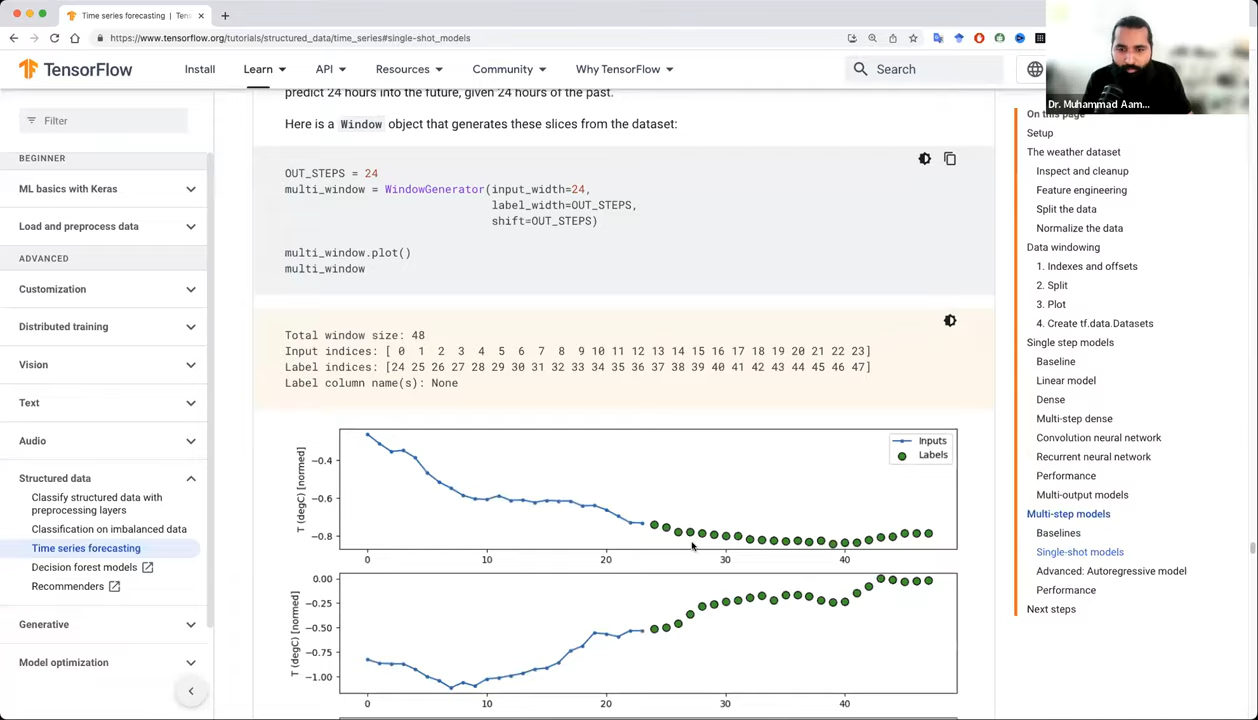 Time series forecasting | Ten
https://www.tensorflow.org/tutorials/structured_data/time_series#single-shot_models
TensorFlow
Install
Learn
API
Resources
Community
Why TensorFlow
Search
Dr. Muhammad Aam...
Filter
BEGINNER
ML basics with Keras
Load and preprocess data
ADVANCED
Customization
Distributed training
Vision
Text
Audio
Structured data
Classify structured data with
preprocessing layers
Classification on imbalanced data
Time series forecasting
Decision forest models
Recommenders
Generative
Model optimization
predict 24 hours into the future, given 24 hours of the past.
Here is a Window object that generates these slices from the dataset:
OUT_STEPS = 24
multi_window = WindowGenerator(input_width=24,
label_width=OUT_STEPS,
shift=OUT_STEPS)
multi_window.plot()
multi_window
Total window size: 48
Input indices: [ 0 1 2 3 4 5 6 7 8 9 10 11 12 13 14 15 16 17 18 19 20 21 22 23]
Label indices: [24 25 26 27 28 29 30 31 32 33 34 35 36 37 38 39 40 41 42 43 44 45 46 47]
Label column name(s): None
T (degC) [normed]
−0.4
−0.6
−0.8
Inputs
Labels
0 10 20 30 40
T (degC) [normed]
0.00
−0.25
−0.50
−0.75
−1.00
0 10 20 30 40
On this page
Setup
The weather dataset
Inspect and cleanup
Feature engineering
Split the data
Normalize the data
Data windowing
1. Indexes and offsets
2. Split
3. Plot
4. Create tf.data.Datasets
Single step models
Baseline
Linear model
Dense
Multi-step dense
Convolution neural network
Recurrent neural network
Performance
Multi-output models
Multi-step models
Baselines
Single-shot models
Advanced: Autoregressive model
Performance
Next steps